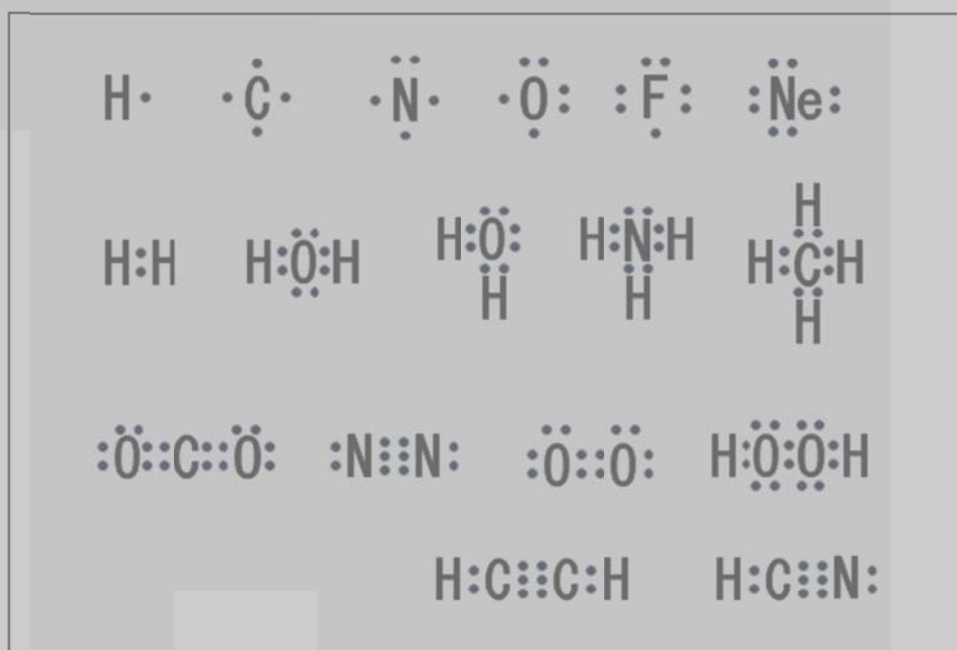 H· ·C· ·N· ·O: :F: :Ne:
H:H H:O:H H:O: H:N:H H:C:H
H H H H
:O::C::O: :N:::N: :O::O: H:O:O:H
H:C:::C:H H:C:::N: